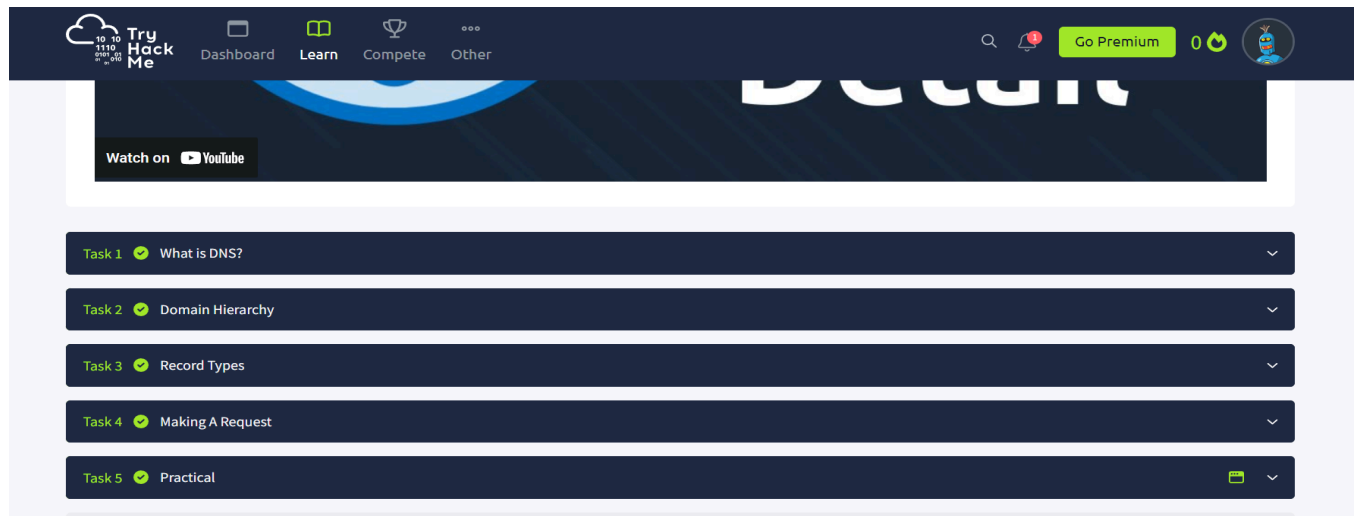 Try
Hack
Me
Dashboard
Learn
Compete
Other
1
Go Premium
0
Detail
Watch on YouTube
Task 1 What is DNS?
Task 2 Domain Hierarchy
Task 3 Record Types
Task 4 Making A Request
Task 5 Practical